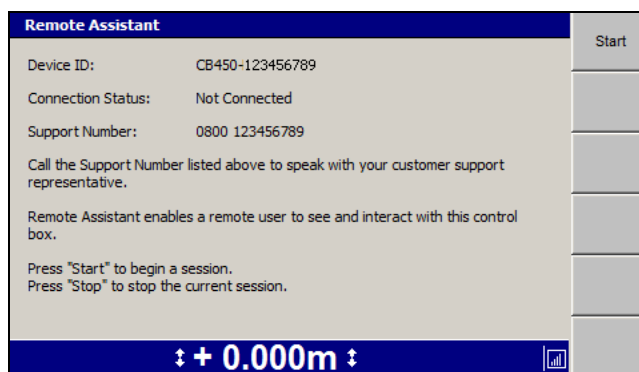 Remote Assistant
Start
Device ID: CB450-123456789
Connection Status: Not Connected
Support Number: 0800 123456789
Call the Support Number listed above to speak with your customer support
representative.
Remote Assistant enables a remote user to see and interact with this control
box.
Press "Start" to begin a session.
Press "Stop" to stop the current session.
+ 0.000m